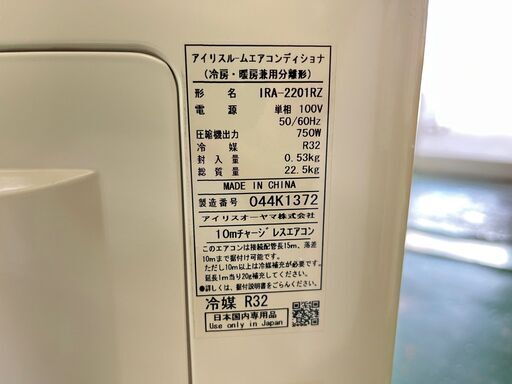 アイリスルームエアコンディショナ
(冷房・暖房兼用分離形)
形名 IRA-2201RZ
電源 単相 100V
50/60Hz
圧縮機出力 750W
冷媒 R32
封入量 0.53kg
総質量 22.5kg
MADE IN CHINA
製造番号 044K1372
アイリスオーヤマ株式会社
10mチャージレスエアコン
このエアコンは接続配管長15m、落差
10mまで据付け可能です。
ただし10m以上は冷媒補充が必要です。
延長1m当り20g補充してください。
●詳しくは、据付説明書をごらんください。
冷媒 R32
日本国内専用品
Use only in Japan